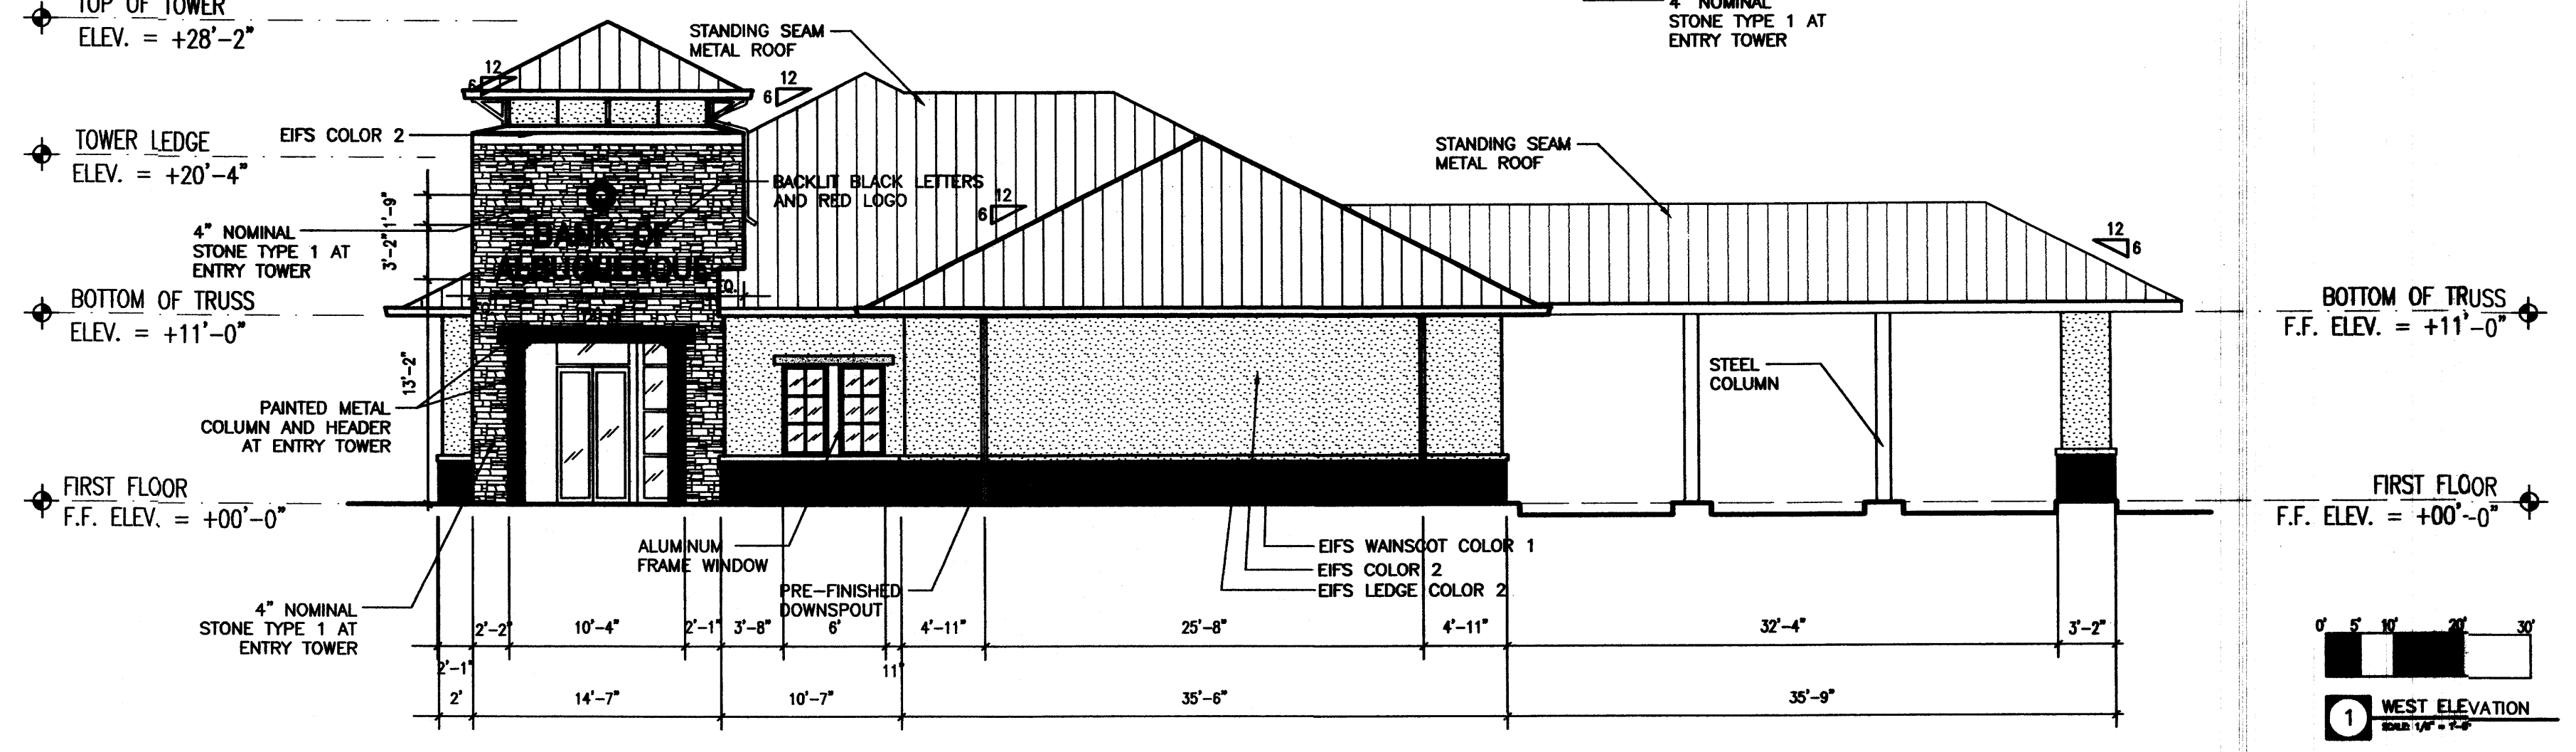 TOP OF TOWER
ELEV. = +28'-2"
4" NOMINAL
STONE TYPE 1 AT
ENTRY TOWER
STANDING SEAM
METAL ROOF
12
6
12
6
TOWER LEDGE
ELEV. = +20'-4"
EIFS COLOR 2
BACKLIT BLACK LETTERS
AND RED LOGO
STANDING SEAM
METAL ROOF
12
6
12
6
1'-9"
3'-2"
4" NOMINAL
STONE TYPE 1 AT
ENTRY TOWER
BANK OF
ALBUQUERQUE
EQ.
EQ.
BOTTOM OF TRUSS
ELEV. = +11'-0"
BOTTOM OF TRUSS
F.F. ELEV. = +11'-0"
13'-2"
STEEL
COLUMN
PAINTED METAL
COLUMN AND HEADER
AT ENTRY TOWER
FIRST FLOOR
F.F. ELEV. = +00'-0"
FIRST FLOOR
F.F. ELEV. = +00'-0"
ALUMINUM
FRAME WINDOW
PRE-FINISHED
DOWNSPOUT
EIFS WAINSCOT COLOR 1
EIFS COLOR 2
EIFS LEDGE COLOR 2
4" NOMINAL
STONE TYPE 1 AT
ENTRY TOWER
2'-2" 10'-4" 2'-1" 3'-8" 6' 4'-11" 25'-8" 4'-11" 32'-4" 3'-2"
2'-1" 11"
2' 14'-7" 10'-7" 35'-6" 35'-9"
0' 5' 10' 20' 30'
1 WEST ELEVATION
SCALE: 1/8" = 1'-0"